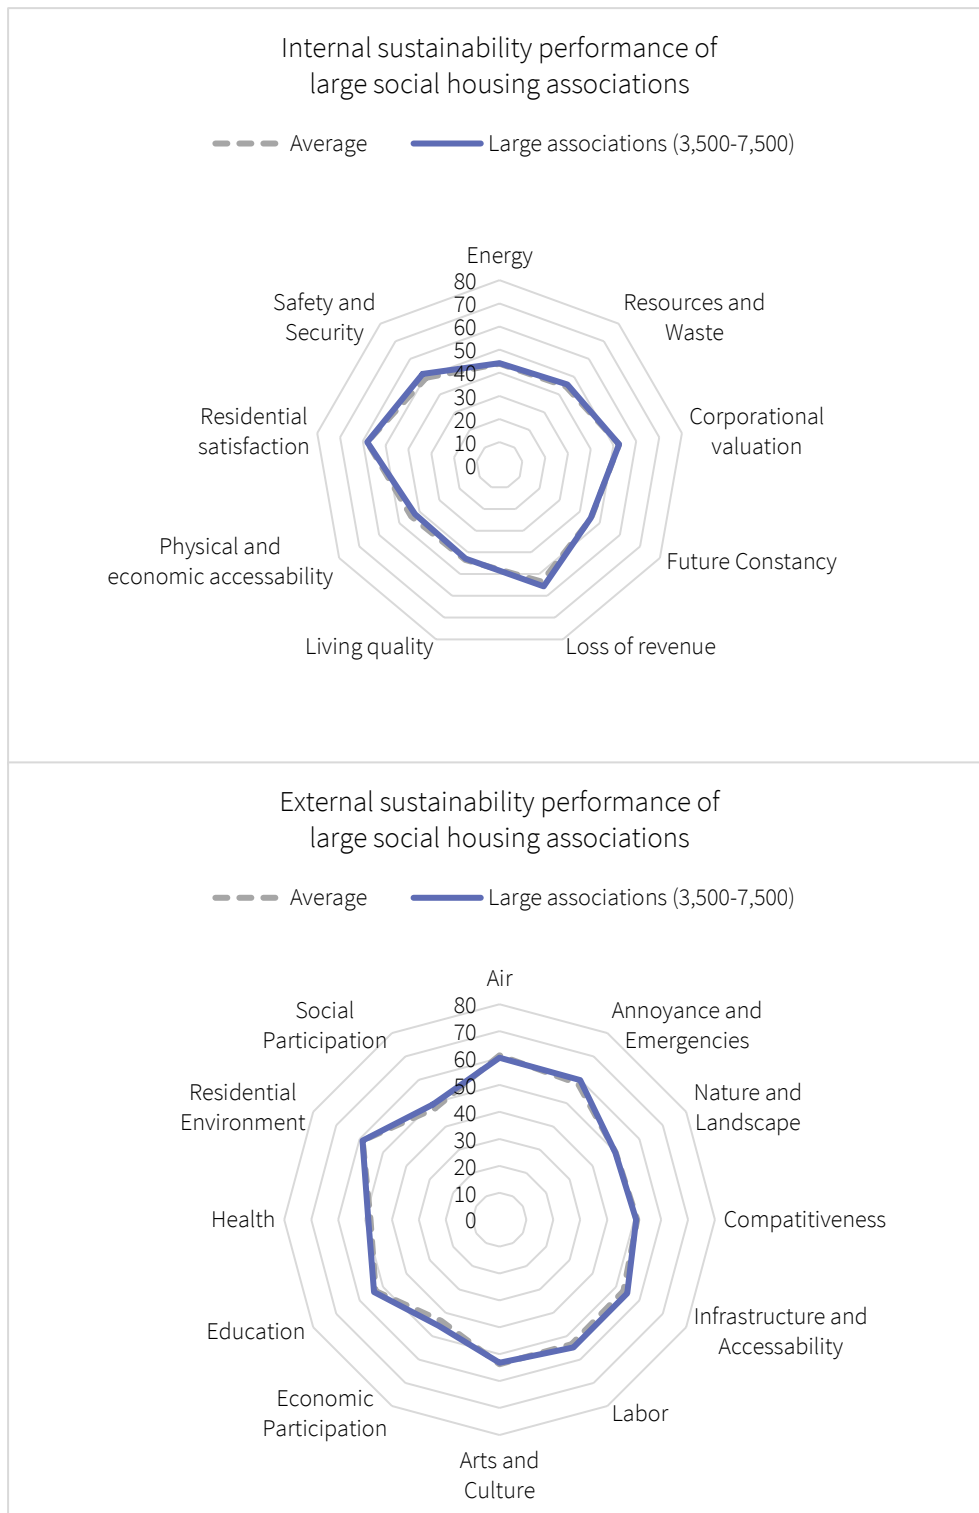 Internal sustainability performance of
large social housing associations
Average
Large associations (3,500-7,500)
Energy
Resources and
Waste
Corporational
valuation
Future Constancy
Loss of revenue
Living quality
Physical and
economic accessability
Residential
satisfaction
Safety and
Security
80
70
60
50
40
30
20
10
0
External sustainability performance of
large social housing associations
Average
Large associations (3,500-7,500)
Air
Annoyance and
Emergencies
Nature and
Landscape
Compatitiveness
Infrastructure and
Accessability
Labor
Arts and
Culture
Economic
Participation
Education
Health
Residential
Environment
Social
Participation
80
70
60
50
40
30
20
10
0